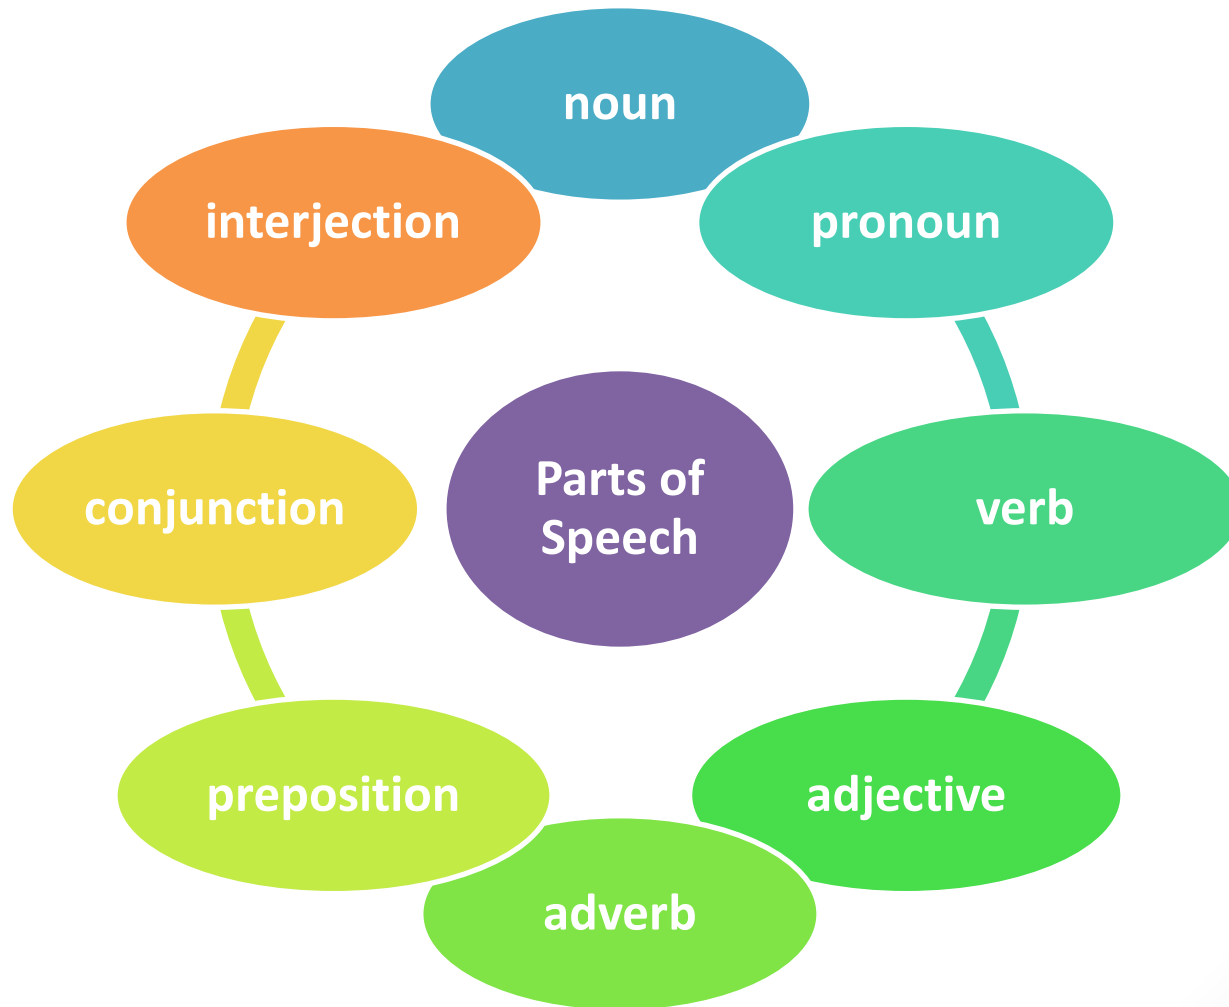 noun
interjection
pronoun
Parts of
Speech
conjunction
verb
preposition
adjective
adverb